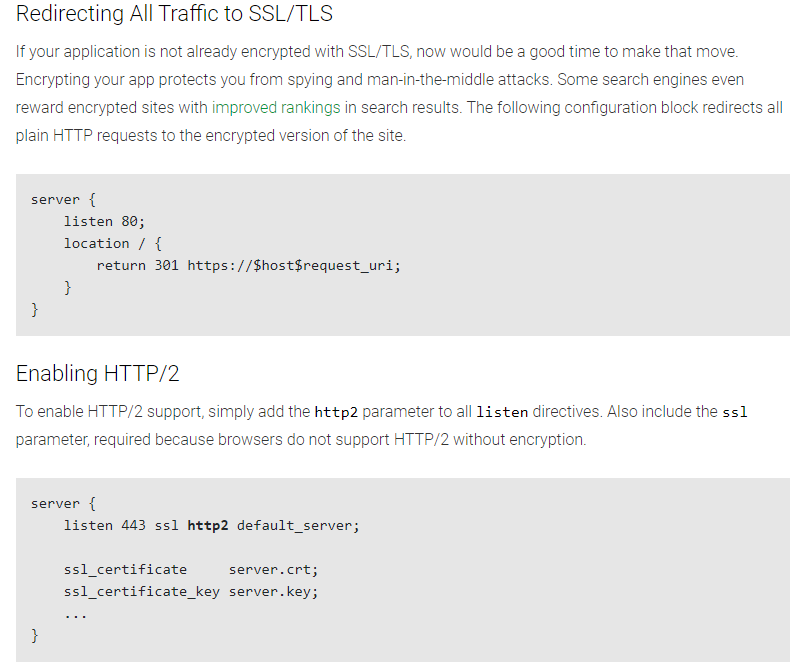 Redirecting All Traffic to SSL/TLS
If your application is not already encrypted with SSL/TLS, now would be a good time to make that move.
Encrypting your app protects you from spying and man-in-the-middle attacks. Some search engines even
reward encrypted sites with improved rankings in search results. The following configuration block redirects all
plain HTTP requests to the encrypted version of the site.
server {
    listen 80;
    location / {
        return 301 https://$host$request_uri;
    }
}
Enabling HTTP/2
To enable HTTP/2 support, simply add the http2 parameter to all listen directives. Also include the ssl
parameter, required because browsers do not support HTTP/2 without encryption.
server {
    listen 443 ssl http2 default_server;
    ssl_certificate     server.crt;
    ssl_certificate_key server.key;
    ...
}